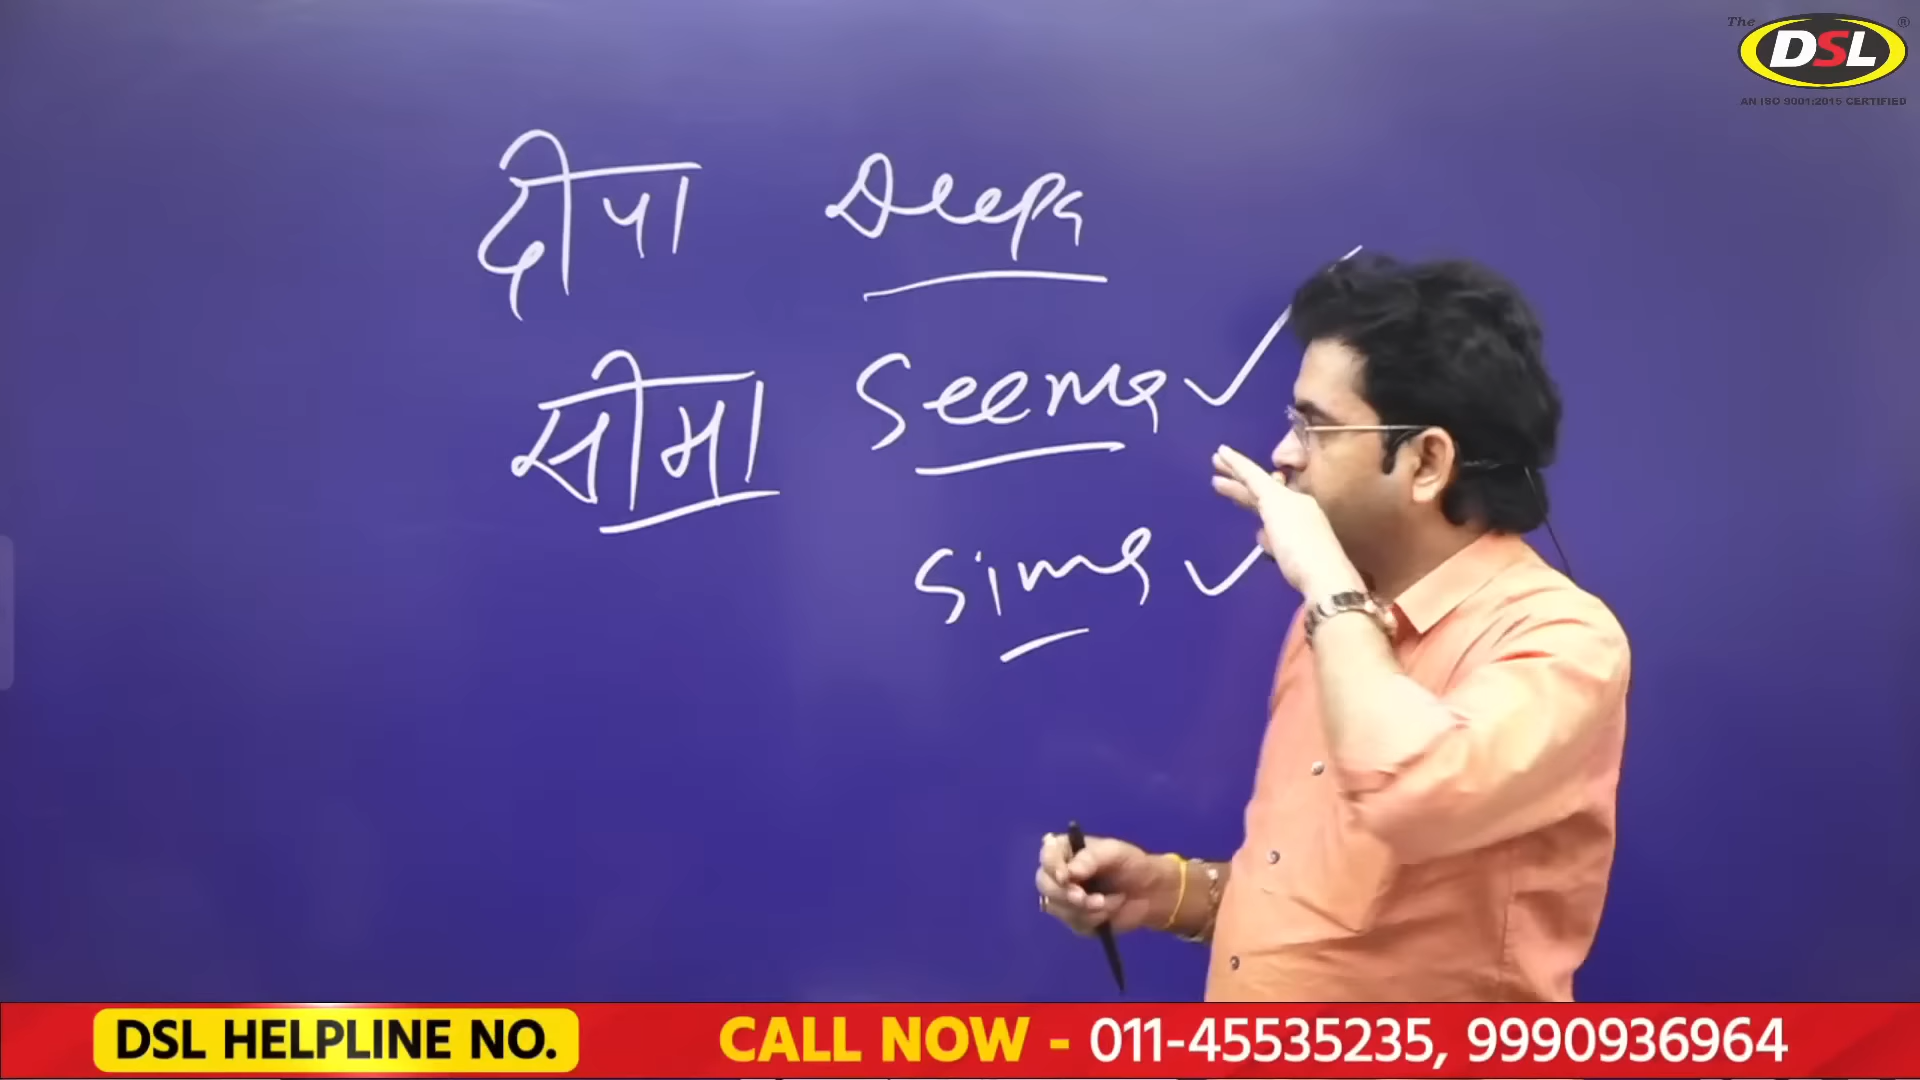 The DSL ®
AN ISO 9001:2015 CERTIFIED
दीपा Deepa
सीमा Seema
Sima
DSL HELPLINE NO. CALL NOW - 011-45535235, 9990936964